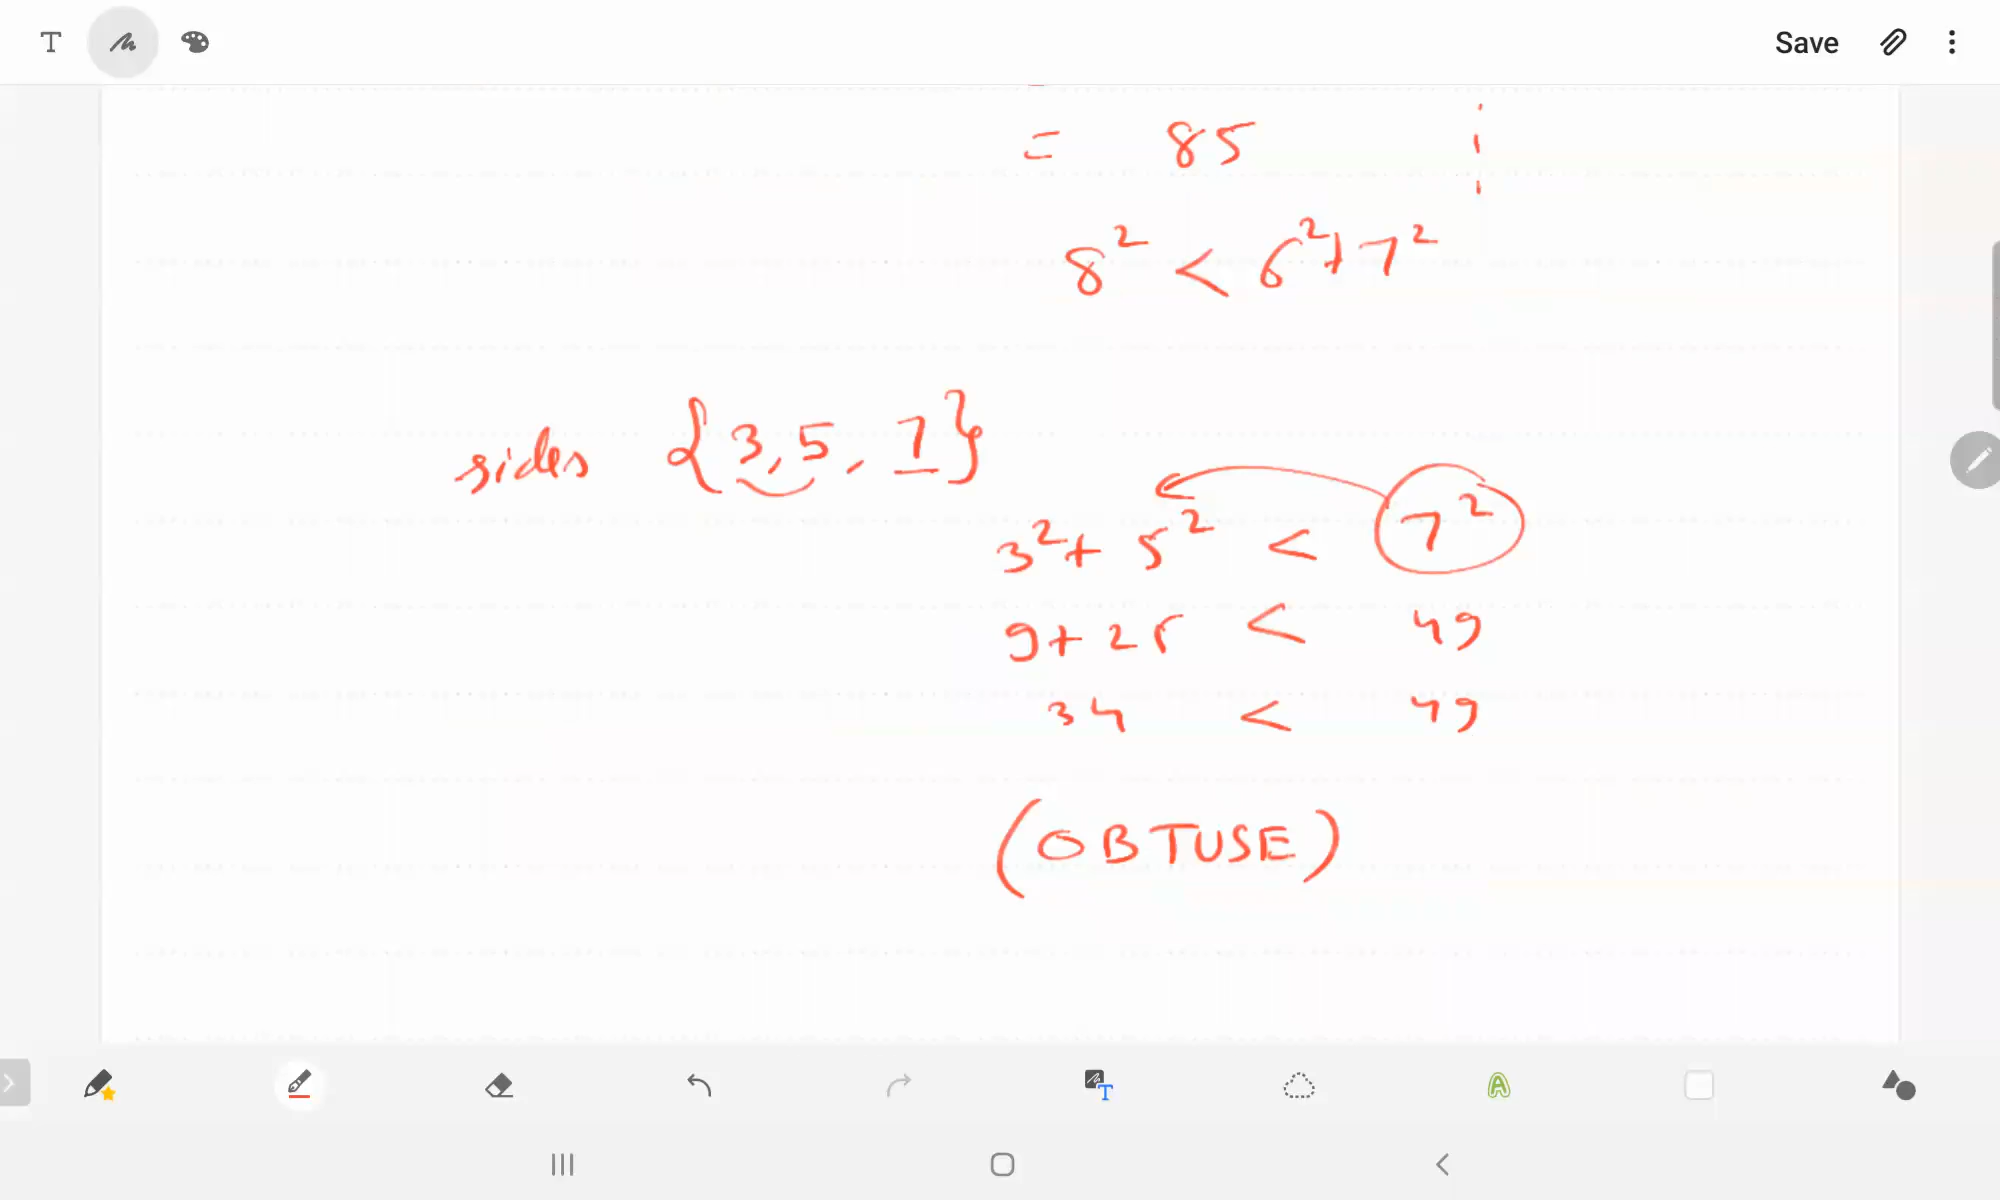 Save
= 85
8² < 6²+7²
sides {3, 5, 7}
3² + 5² < 7²
9 + 25 < 49
34 < 49
(OBTUSE)